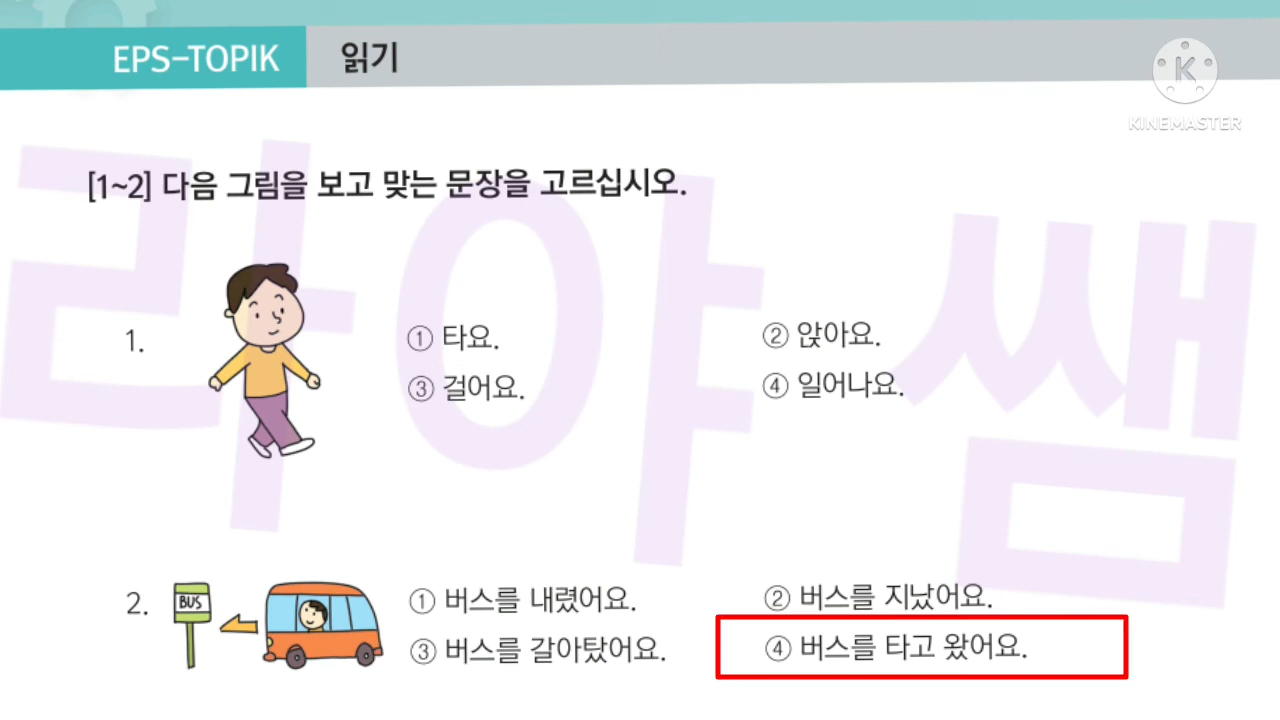 EPS-TOPIK 읽기
KINEMASTER
라야쌤
[1~2] 다음 그림을 보고 맞는 문장을 고르십시오.
1.
① 타요. ② 앉아요.
③ 걸어요. ④ 일어나요.
2.
BUS
① 버스를 내렸어요. ② 버스를 지났어요.
③ 버스를 갈아탔어요. ④ 버스를 타고 왔어요.